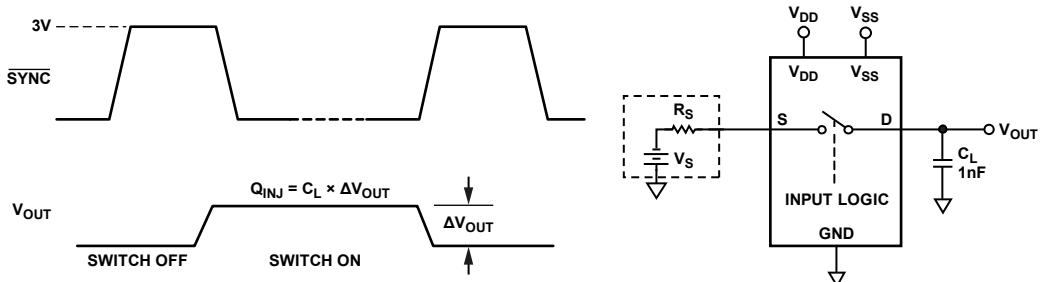 3V
SYNC
Q_INJ = C_L × ΔV_OUT
V_OUT
ΔV_OUT
SWITCH OFF
SWITCH ON
V_DD
V_SS
V_DD
V_SS
R_S
S
D
V_OUT
V_S
C_L
1nF
INPUT LOGIC
GND